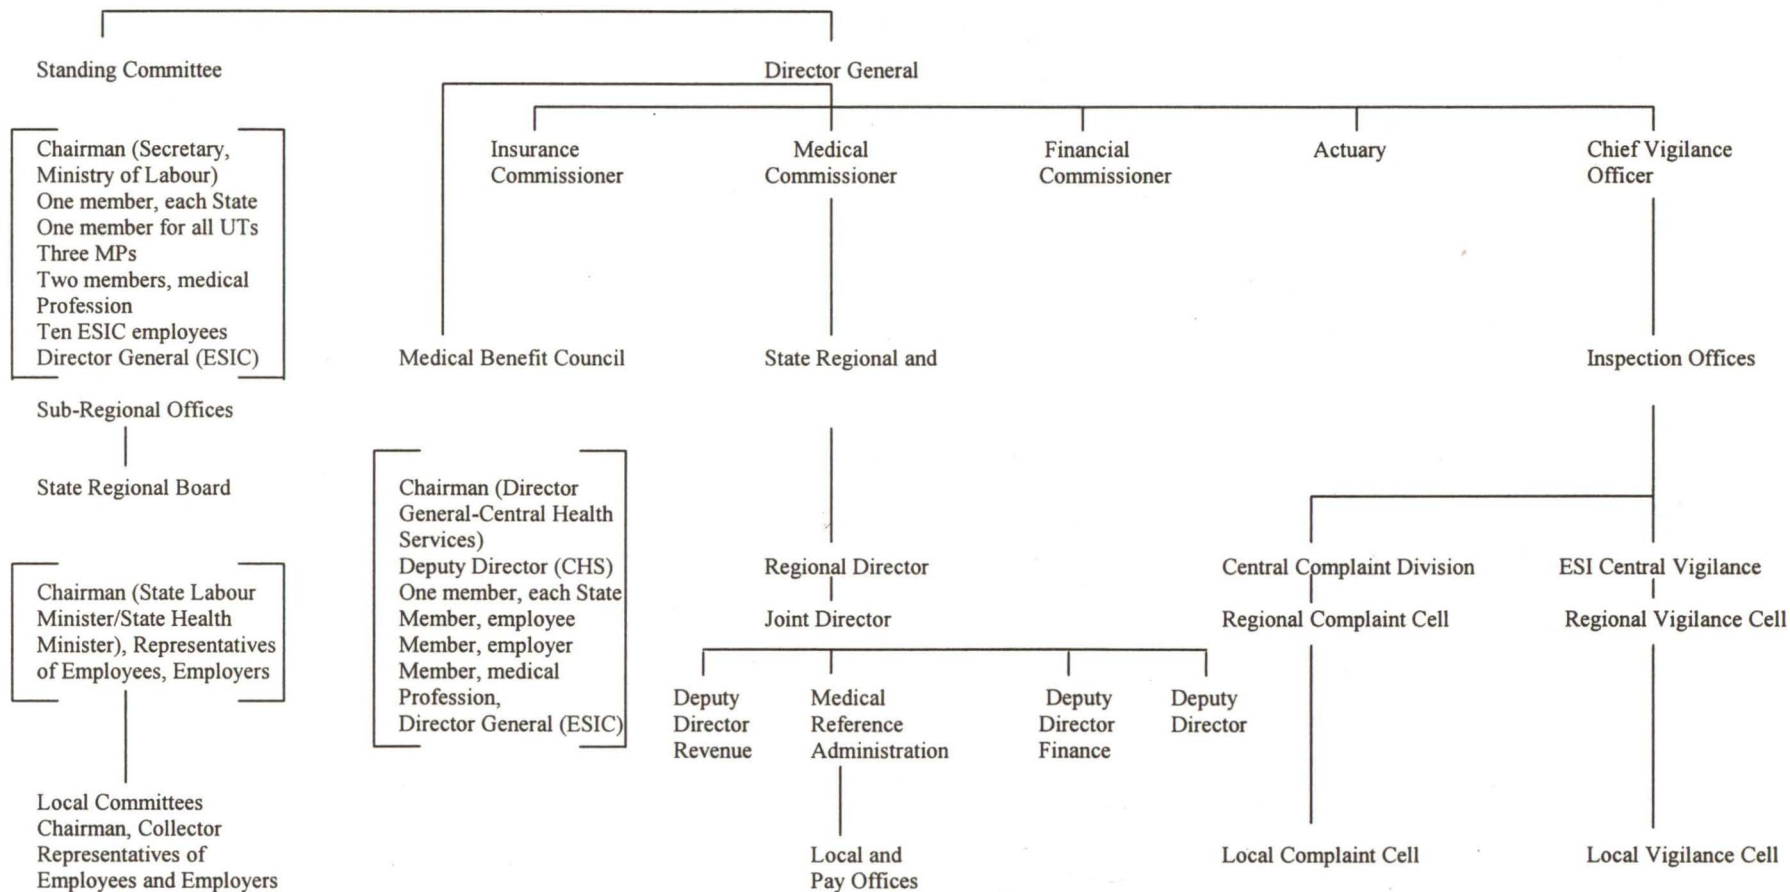 Standing Committee
Director General
Chairman (Secretary,
Ministry of Labour)
One member, each State
One member for all UTs
Three MPs
Two members, medical
Profession
Ten ESIC employees
Director General (ESIC)
Insurance
Commissioner
Medical
Commissioner
Financial
Commissioner
Actuary
Chief Vigilance
Officer
Medical Benefit Council
State Regional and
Inspection Offices
Sub-Regional Offices
State Regional Board
Chairman (State Labour
Minister/State Health
Minister), Representatives
of Employees, Employers
Chairman (Director
General-Central Health
Services)
Deputy Director (CHS)
One member, each State
Member, employee
Member, employer
Member, medical
Profession,
Director General (ESIC)
Regional Director
Joint Director
Central Complaint Division
Regional Complaint Cell
ESI Central Vigilance
Regional Vigilance Cell
Deputy
Director
Revenue
Medical
Reference
Administration
Deputy
Director
Finance
Deputy
Director
Local Committees
Chairman, Collector
Representatives of
Employees and Employers
Local and
Pay Offices
Local Complaint Cell
Local Vigilance Cell